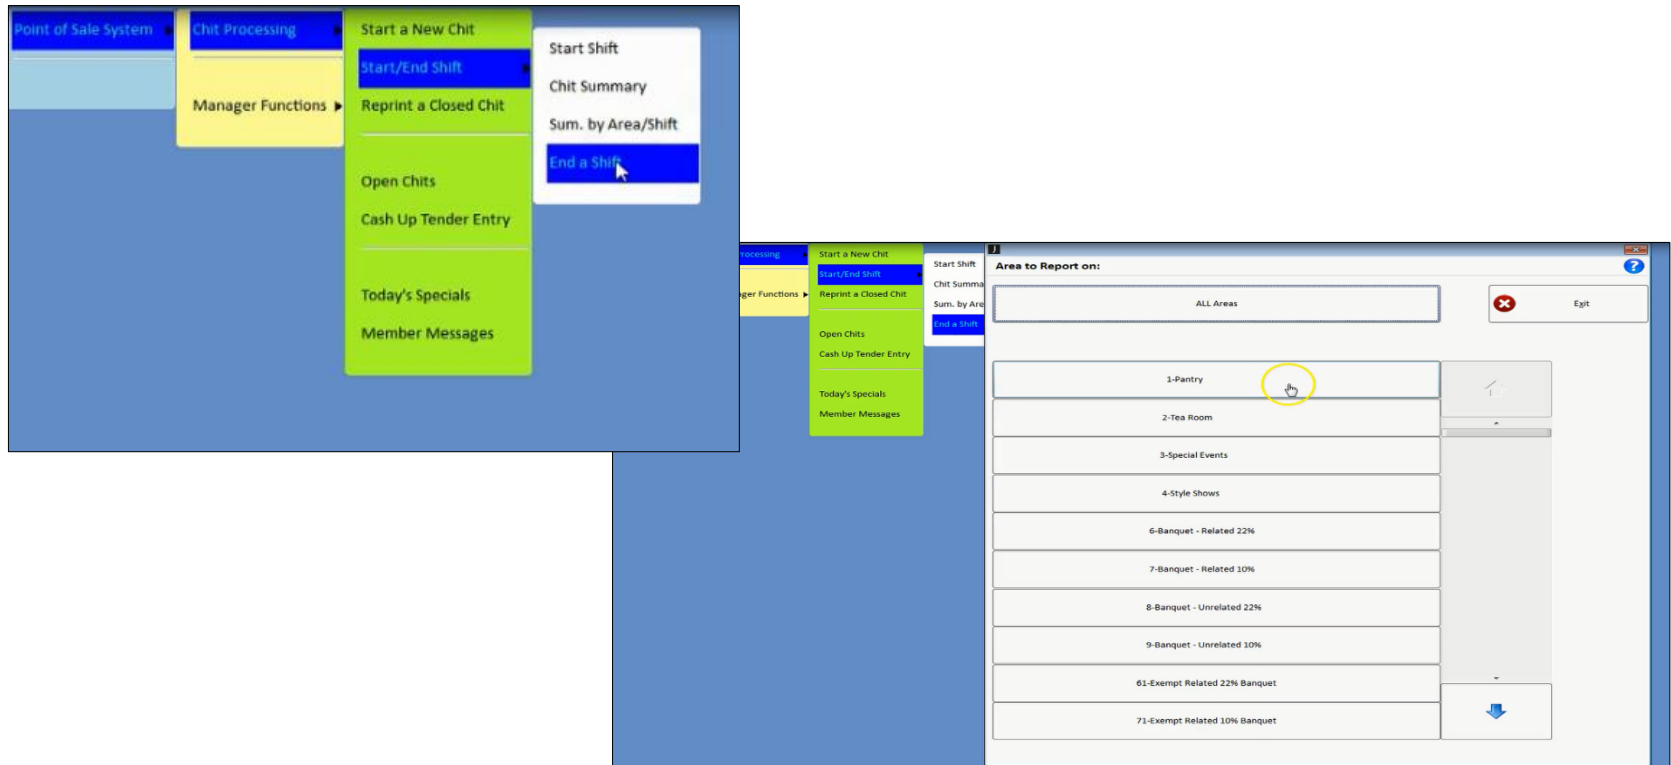 Point of Sale System
Chit Processing
Manager Functions
Start a New Chit
Start/End Shift
Reprint a Closed Chit
Open Chits
Cash Up Tender Entry
Today's Specials
Member Messages
Start Shift
Chit Summary
Sum. by Area/Shift
End a Shift
rocessing
ger Functions
Start a New Chit
Start/End Shift
Reprint a Closed Chit
Open Chits
Cash Up Tender Entry
Today's Specials
Member Messages
Start Shift
Chit Summa
Sum. by Are
End a Shift
J
Area to Report on:
?
ALL Areas
Exit
1-Pantry
2-Tea Room
3-Special Events
4-Style Shows
6-Banquet - Related 22%
7-Banquet - Related 10%
8-Banquet - Unrelated 22%
9-Banquet - Unrelated 10%
61-Exempt Related 22% Banquet
71-Exempt Related 10% Banquet